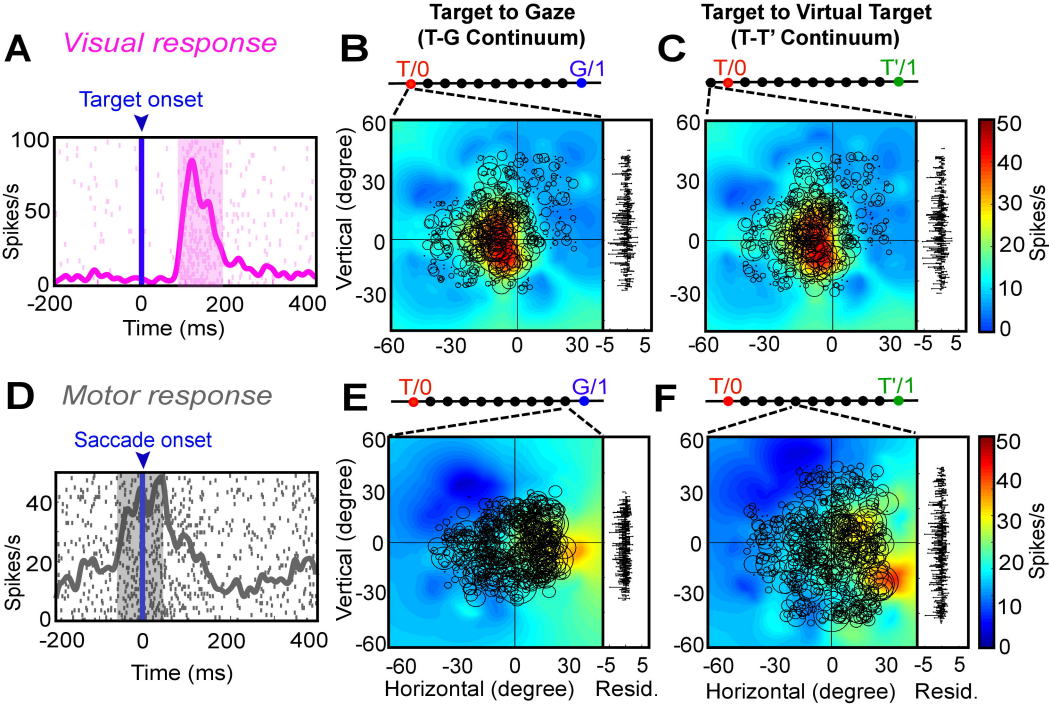 Target to Gaze
(T-G Continuum)
Target to Virtual Target
(T-T’ Continuum)
A
Visual response
B
C
T/0
G/1
T/0
T'/1
Target onset
100
50
0
Spikes/s
-200
0
200
400
Time (ms)
60
30
0
-30
Vertical (degree)
-60
-30
0
30
-5
5
60
30
0
-30
-60
-30
0
30
-5
5
50
40
30
20
10
0
Spikes/s
D
Motor response
E
F
T/0
G/1
T/0
T'/1
Saccade onset
40
20
0
Spikes/s
-200
0
200
400
Time (ms)
60
30
0
-30
-60
Vertical (degree)
-60
-30
0
30
-5
5
Horizontal (degree)
Resid.
60
30
0
-30
-60
-60
-30
0
30
-5
5
Horizontal (degree)
Resid.
50
40
30
20
10
0
Spikes/s